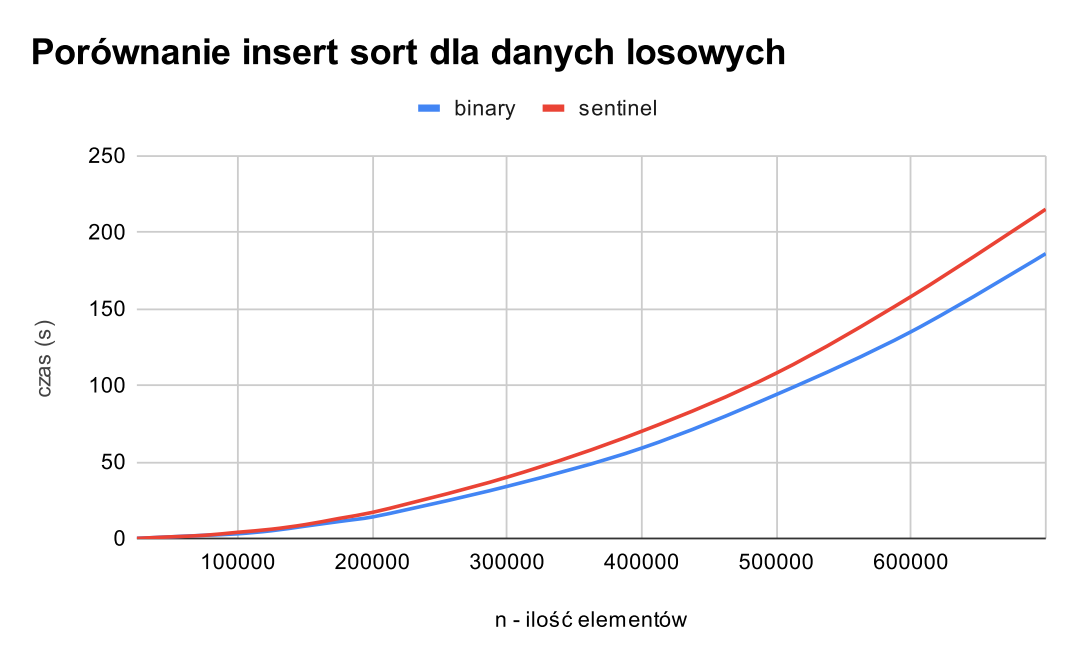 Porównanie insert sort dla danych losowych
binary sentinel
250
200
150
100
50
0
czas (s)
100000 200000 300000 400000 500000 600000
n - ilość elementów